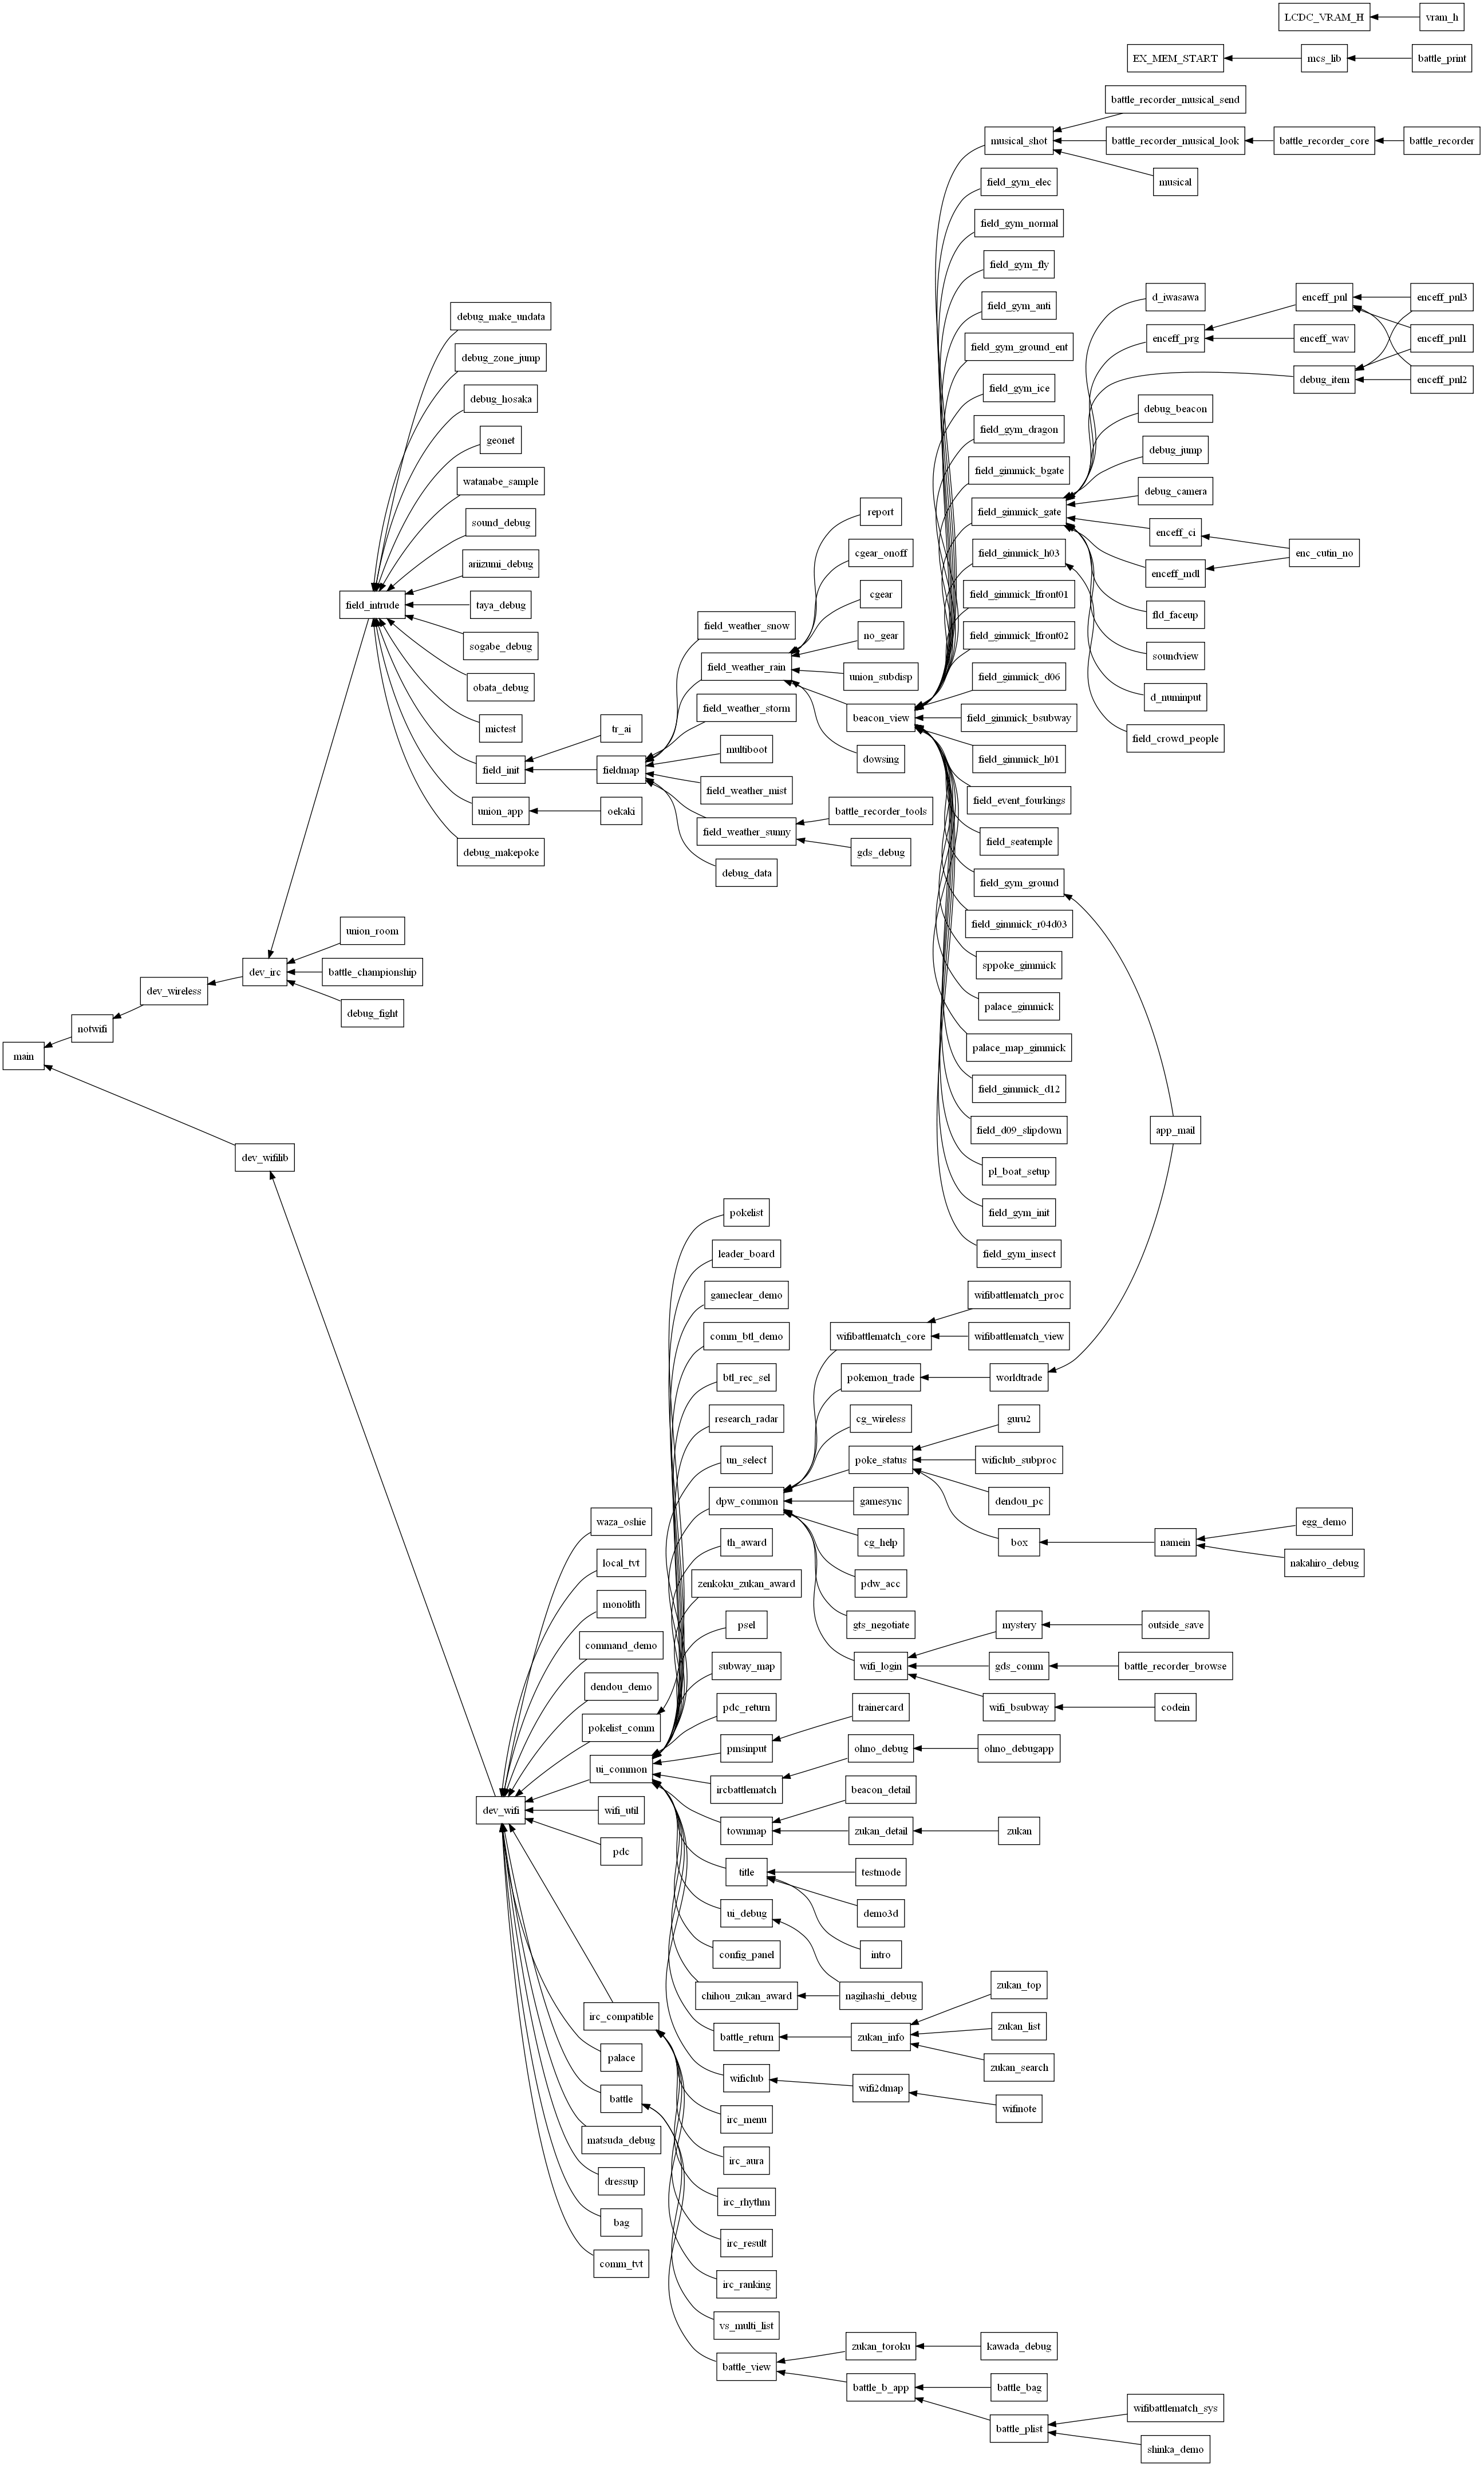 LCDC_VRAM_H
vram_h
EX_MEM_START
mcs_lib
battle_print
battle_recorder_musical_send
musical_shot
battle_recorder_musical_look
battle_recorder_core
battle_recorder
musical
field_gym_elec
field_gym_normal
field_gym_fly
field_gym_anti
field_gym_ground_ent
field_gym_ice
field_gym_dragon
field_gimmick_bgate
field_gimmick_gate
field_gimmick_h03
field_gimmick_lfront01
field_gimmick_lfront02
field_gimmick_d06
field_gimmick_bsubway
field_gimmick_h01
field_event_fourkings
field_seatemple
field_gym_ground
field_gimmick_r04d03
sppoke_gimmick
palace_gimmick
palace_map_gimmick
field_gimmick_d12
field_d09_slipdown
pl_boat_setup
field_gym_init
field_gym_insect
d_iwasawa
enceff_prg
enceff_pnl
enceff_wav
debug_item
enceff_pnl3
enceff_pnl1
enceff_pnl2
debug_beacon
debug_jump
debug_camera
enceff_ci
enceff_mdl
enc_cutin_no
fld_faceup
soundview
d_numinput
field_crowd_people
app_mail
debug_make_undata
debug_zone_jump
debug_hosaka
geonet
watanabe_sample
sound_debug
ariizumi_debug
field_intrude
taya_debug
sogabe_debug
obata_debug
mictest
field_init
union_app
debug_makepoke
tr_ai
fieldmap
oekaki
field_weather_snow
field_weather_rain
field_weather_storm
multiboot
field_weather_mist
field_weather_sunny
debug_data
report
cgear_onoff
cgear
no_gear
union_subdisp
beacon_view
dowsing
battle_recorder_tools
gds_debug
union_room
dev_irc
battle_championship
debug_fight
dev_wireless
notwifi
main
dev_wifilib
pokelist
leader_board
gameclear_demo
comm_btl_demo
btl_rec_sel
research_radar
un_select
dpw_common
th_award
zenkoku_zukan_award
psel
subway_map
pdc_return
pmsinput
ircbattlematch
townmap
title
ui_debug
config_panel
chihou_zukan_award
battle_return
wificlub
irc_menu
irc_aura
irc_rhythm
irc_result
irc_ranking
vs_multi_list
battle_view
wifibattlematch_proc
wifibattlematch_core
wifibattlematch_view
pokemon_trade
worldtrade
cg_wireless
guru2
poke_status
wificlub_subproc
gamesync
dendou_pc
cg_help
box
namein
egg_demo
nakahiro_debug
pdw_acc
gts_negotiate
mystery
outside_save
wifi_login
gds_comm
battle_recorder_browse
wifi_bsubway
codein
trainercard
ohno_debug
ohno_debugapp
beacon_detail
zukan_detail
zukan
testmode
demo3d
intro
nagihashi_debug
zukan_top
zukan_info
zukan_list
zukan_search
wifi2dmap
wifinote
waza_oshie
local_tvt
monolith
command_demo
dendou_demo
pokelist_comm
ui_common
dev_wifi
wifi_util
pdc
irc_compatible
palace
battle
matsuda_debug
dressup
bag
comm_tvt
zukan_toroku
kawada_debug
battle_b_app
battle_bag
battle_plist
wifibattlematch_sys
shinka_demo